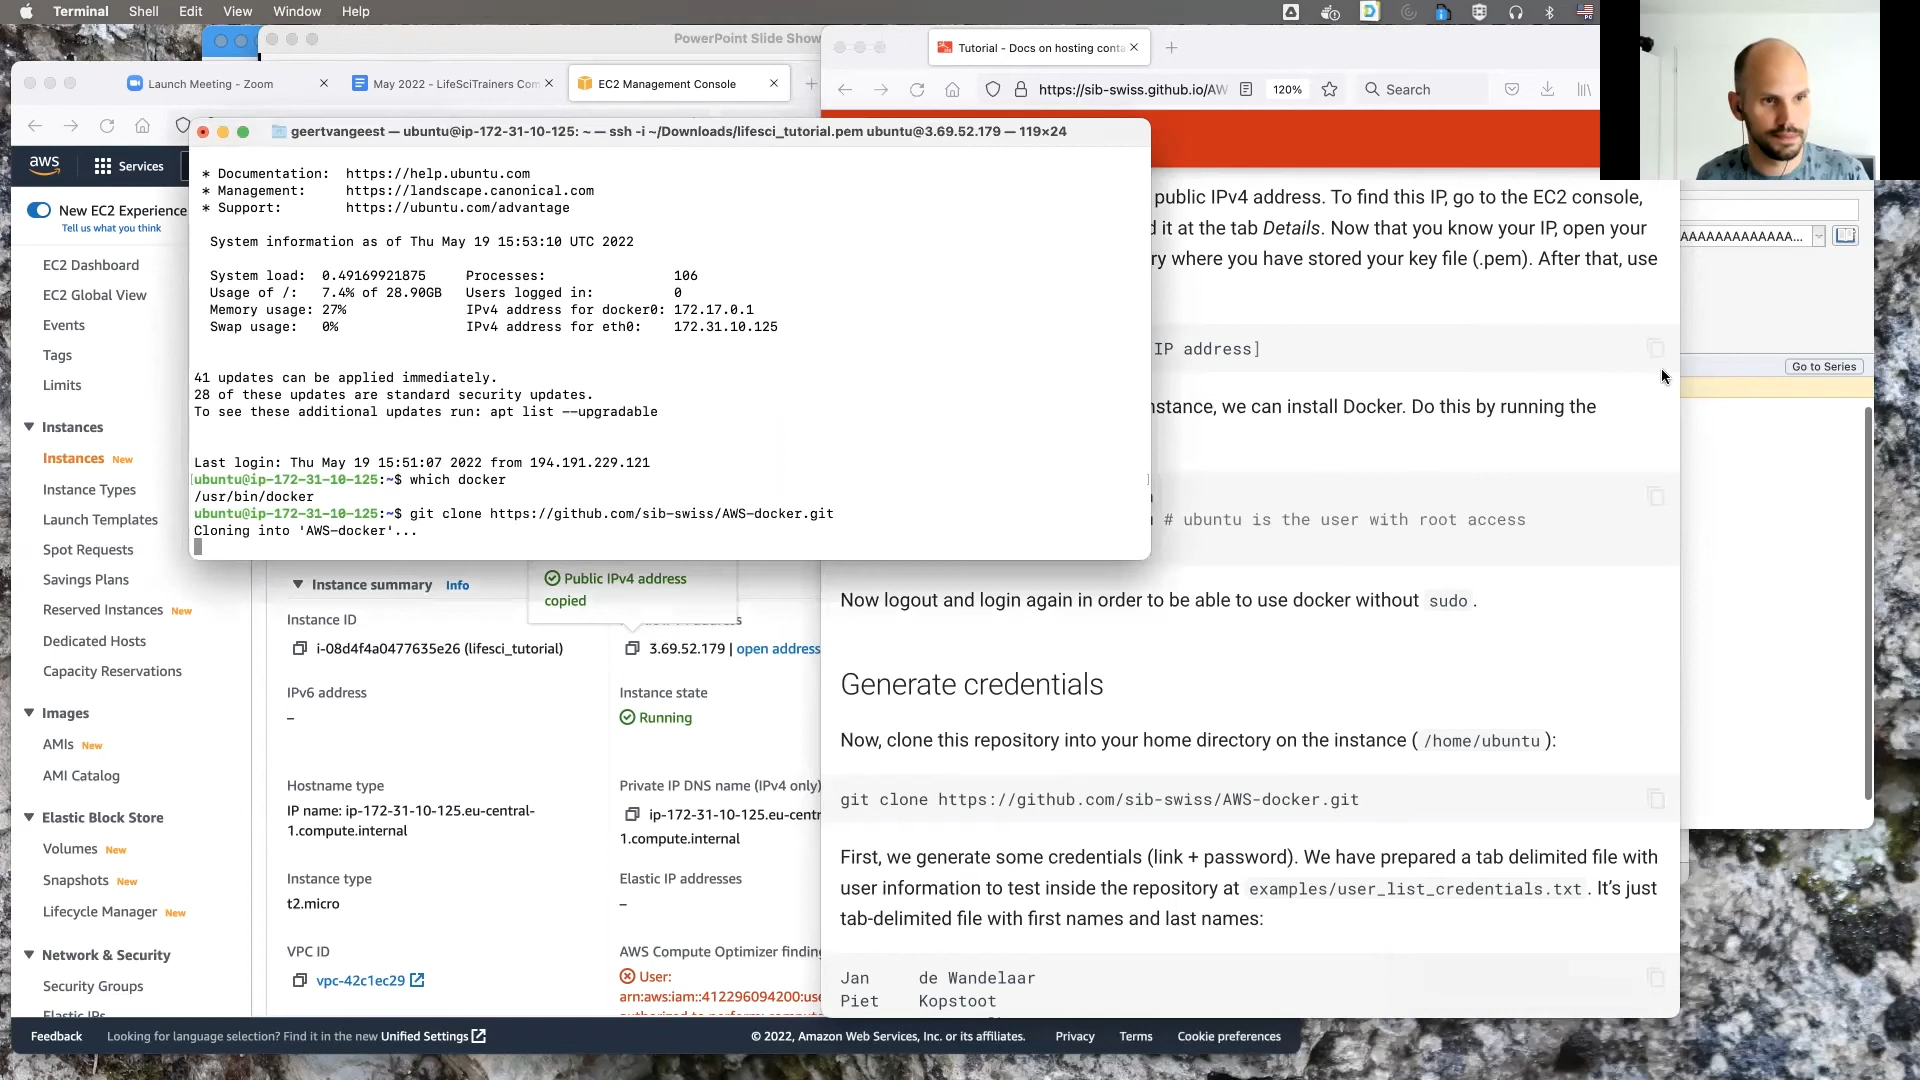 Terminal Shell Edit View Window Help
PowerPoint Slide Show
Tutorial - Docs on hosting conta
Launch Meeting - Zoom
May 2022 - LifeSciTrainers Com
EC2 Management Console
https://sib-swiss.github.io/AW
120%
Search
aws
Services
geertvangeest — ubuntu@ip-172-31-10-125: ~ — ssh -i ~/Downloads/lifesci_tutorial.pem ubuntu@3.69.52.179 — 119×24
* Documentation: https://help.ubuntu.com
* Management: https://landscape.canonical.com
* Support: https://ubuntu.com/advantage
System information as of Thu May 19 15:53:10 UTC 2022
System load: 0.49169921875 Processes: 106
Usage of /: 7.4% of 28.90GB Users logged in: 0
Memory usage: 27% IPv4 address for docker0: 172.17.0.1
Swap usage: 0% IPv4 address for eth0: 172.31.10.125
41 updates can be applied immediately.
28 of these updates are standard security updates.
To see these additional updates run: apt list --upgradable
Last login: Thu May 19 15:51:07 2022 from 194.191.229.121
[ubuntu@ip-172-31-10-125:~$ which docker ]
/usr/bin/docker
ubuntu@ip-172-31-10-125:~$ git clone https://github.com/sib-swiss/AWS-docker.git
Cloning into 'AWS-docker'...
New EC2 Experience
Tell us what you think
EC2 Dashboard
EC2 Global View
Events
Tags
Limits
Instances
Instances New
Instance Types
Launch Templates
Spot Requests
Savings Plans
Reserved Instances New
Dedicated Hosts
Capacity Reservations
Images
AMIs New
AMI Catalog
Elastic Block Store
Volumes New
Snapshots New
Lifecycle Manager New
Network & Security
Security Groups
Elastic IPs
Instance summary Info
Public IPv4 address
copied
Instance ID
i-08d4f4a0477635e26 (lifesci_tutorial)
3.69.52.179 | open address
IPv6 address
–
Instance state
Running
Hostname type
IP name: ip-172-31-10-125.eu-central-
1.compute.internal
Private IP DNS name (IPv4 only)
ip-172-31-10-125.eu-centr
1.compute.internal
Instance type
t2.micro
Elastic IP addresses
–
VPC ID
vpc-42c1ec29
AWS Compute Optimizer finding
User:
arn:aws:iam::412296094200:use
public IPv4 address. To find this IP, go to the EC2 console,
d it at the tab Details. Now that you know your IP, open your
ry where you have stored your key file (.pem). After that, use
IP address]
nstance, we can install Docker. Do this by running the
# ubuntu is the user with root access
Now logout and login again in order to be able to use docker without sudo .
Generate credentials
Now, clone this repository into your home directory on the instance ( /home/ubuntu ):
git clone https://github.com/sib-swiss/AWS-docker.git
First, we generate some credentials (link + password). We have prepared a tab delimited file with
user information to test inside the repository at examples/user_list_credentials.txt . It's just
tab-delimited file with first names and last names:
Jan de Wandelaar
Piet Kopstoot
AAAAAAAAAAAAA...
Go to Series
Feedback Looking for language selection? Find it in the new Unified Settings
© 2022, Amazon Web Services, Inc. or its affiliates. Privacy Terms Cookie preferences